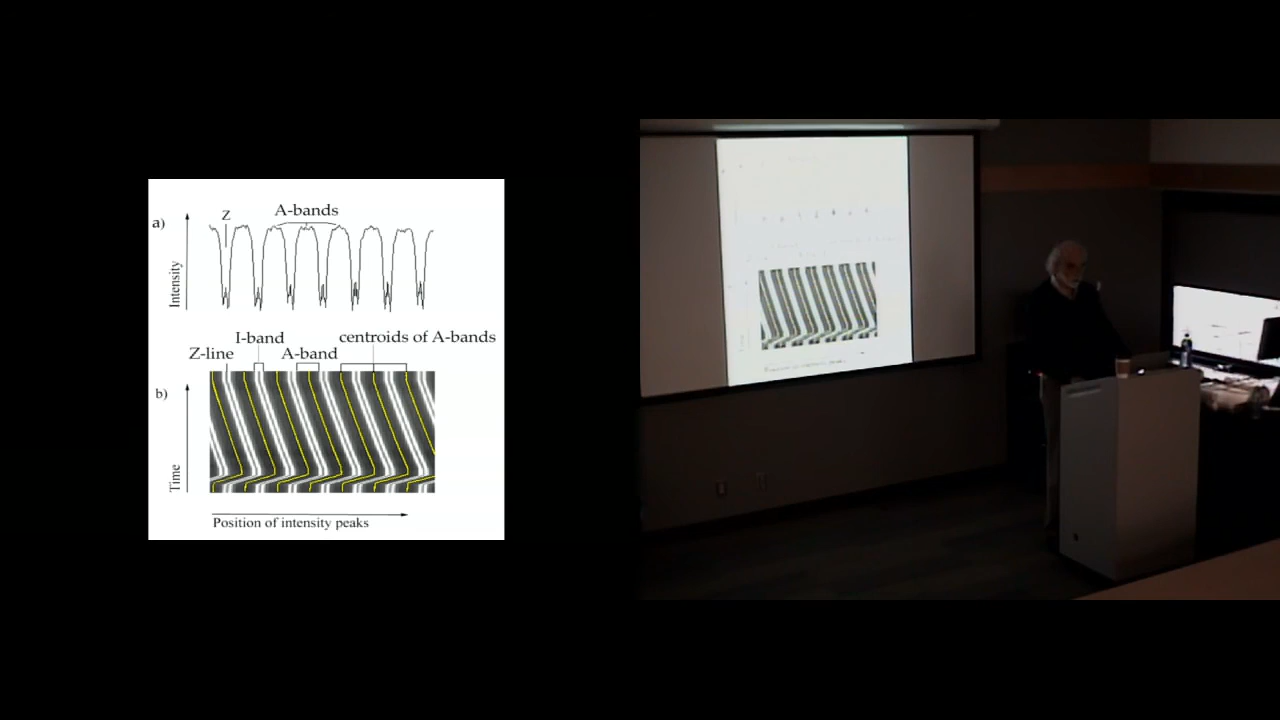 a)
Z
A-bands
Intensity
I-band
centroids of A-bands
Z-line
A-band
b)
Time
Position of intensity peaks